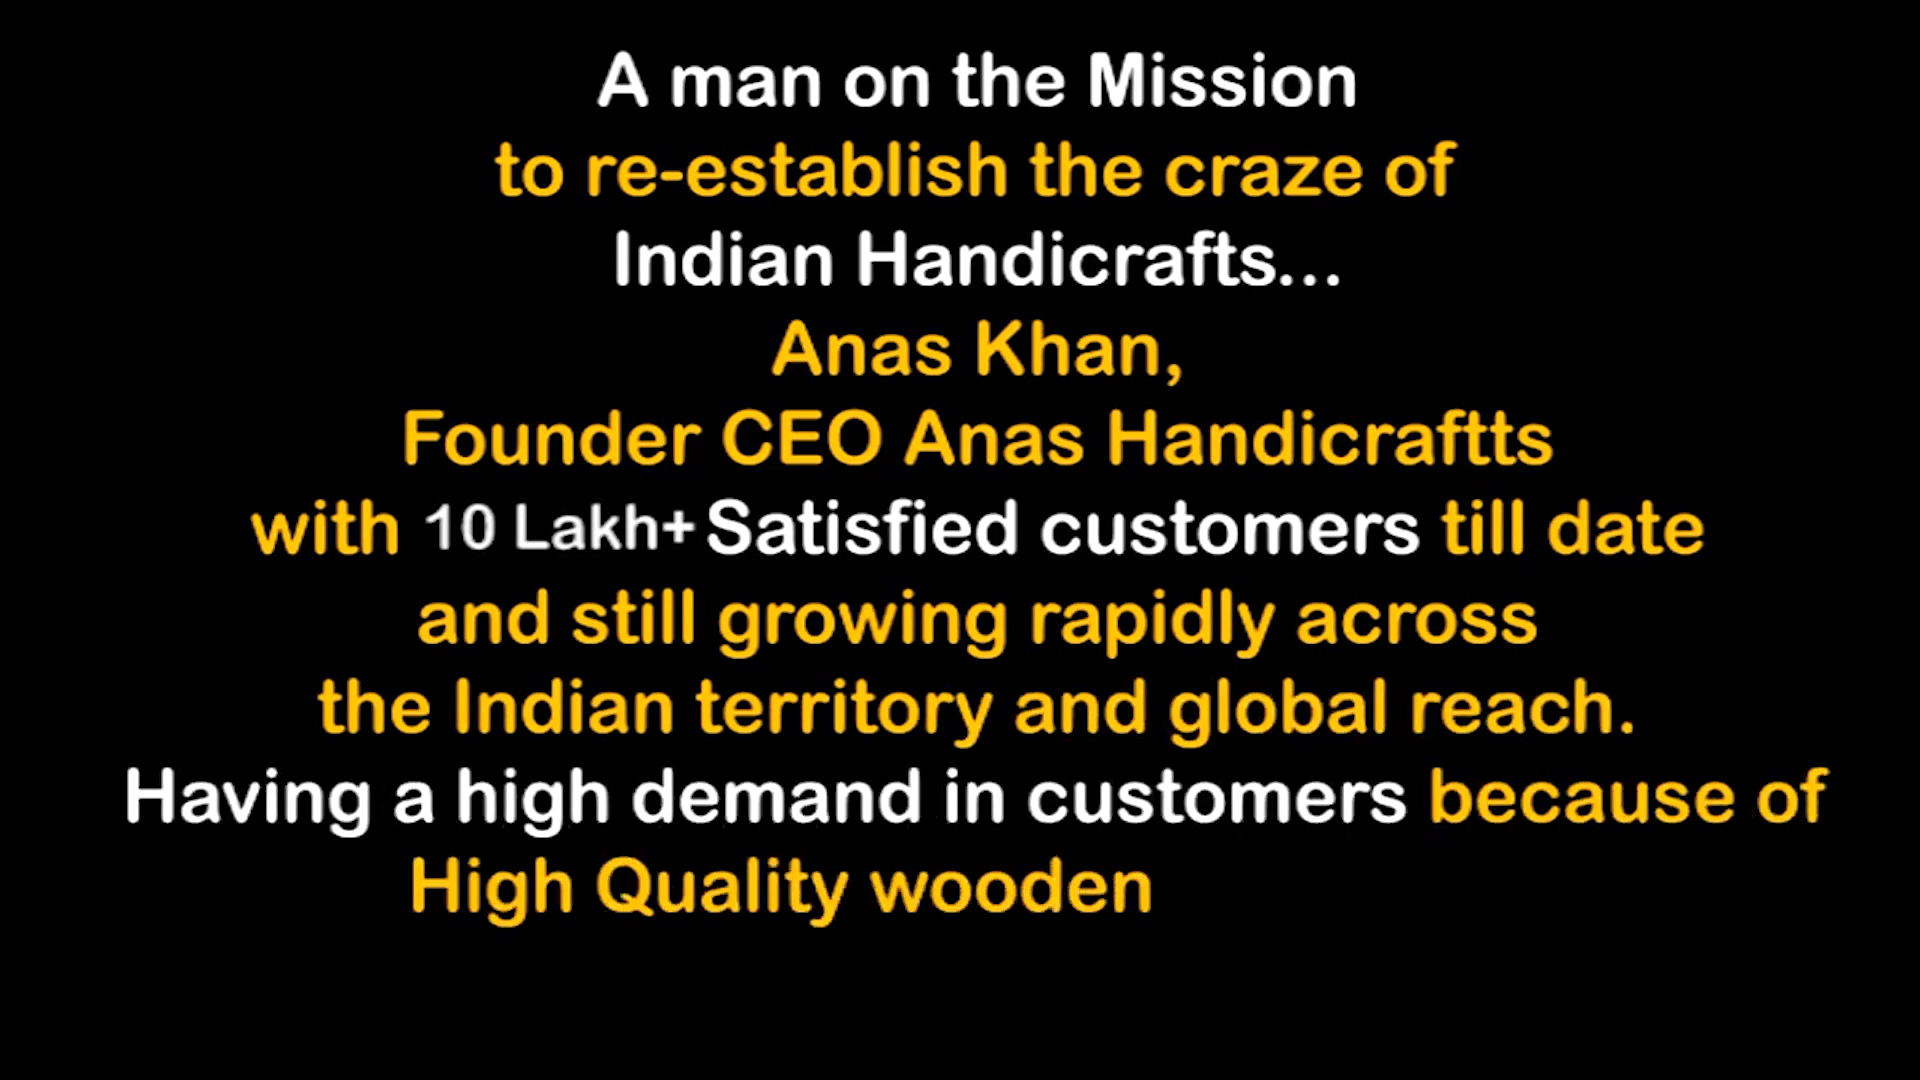 A man on the Mission
to re-establish the craze of
Indian Handicrafts...
Anas Khan,
Founder CEO Anas Handicraftts
with 10 Lakh+ Satisfied customers till date
and still growing rapidly across
the Indian territory and global reach.
Having a high demand in customers because of
High Quality wooden